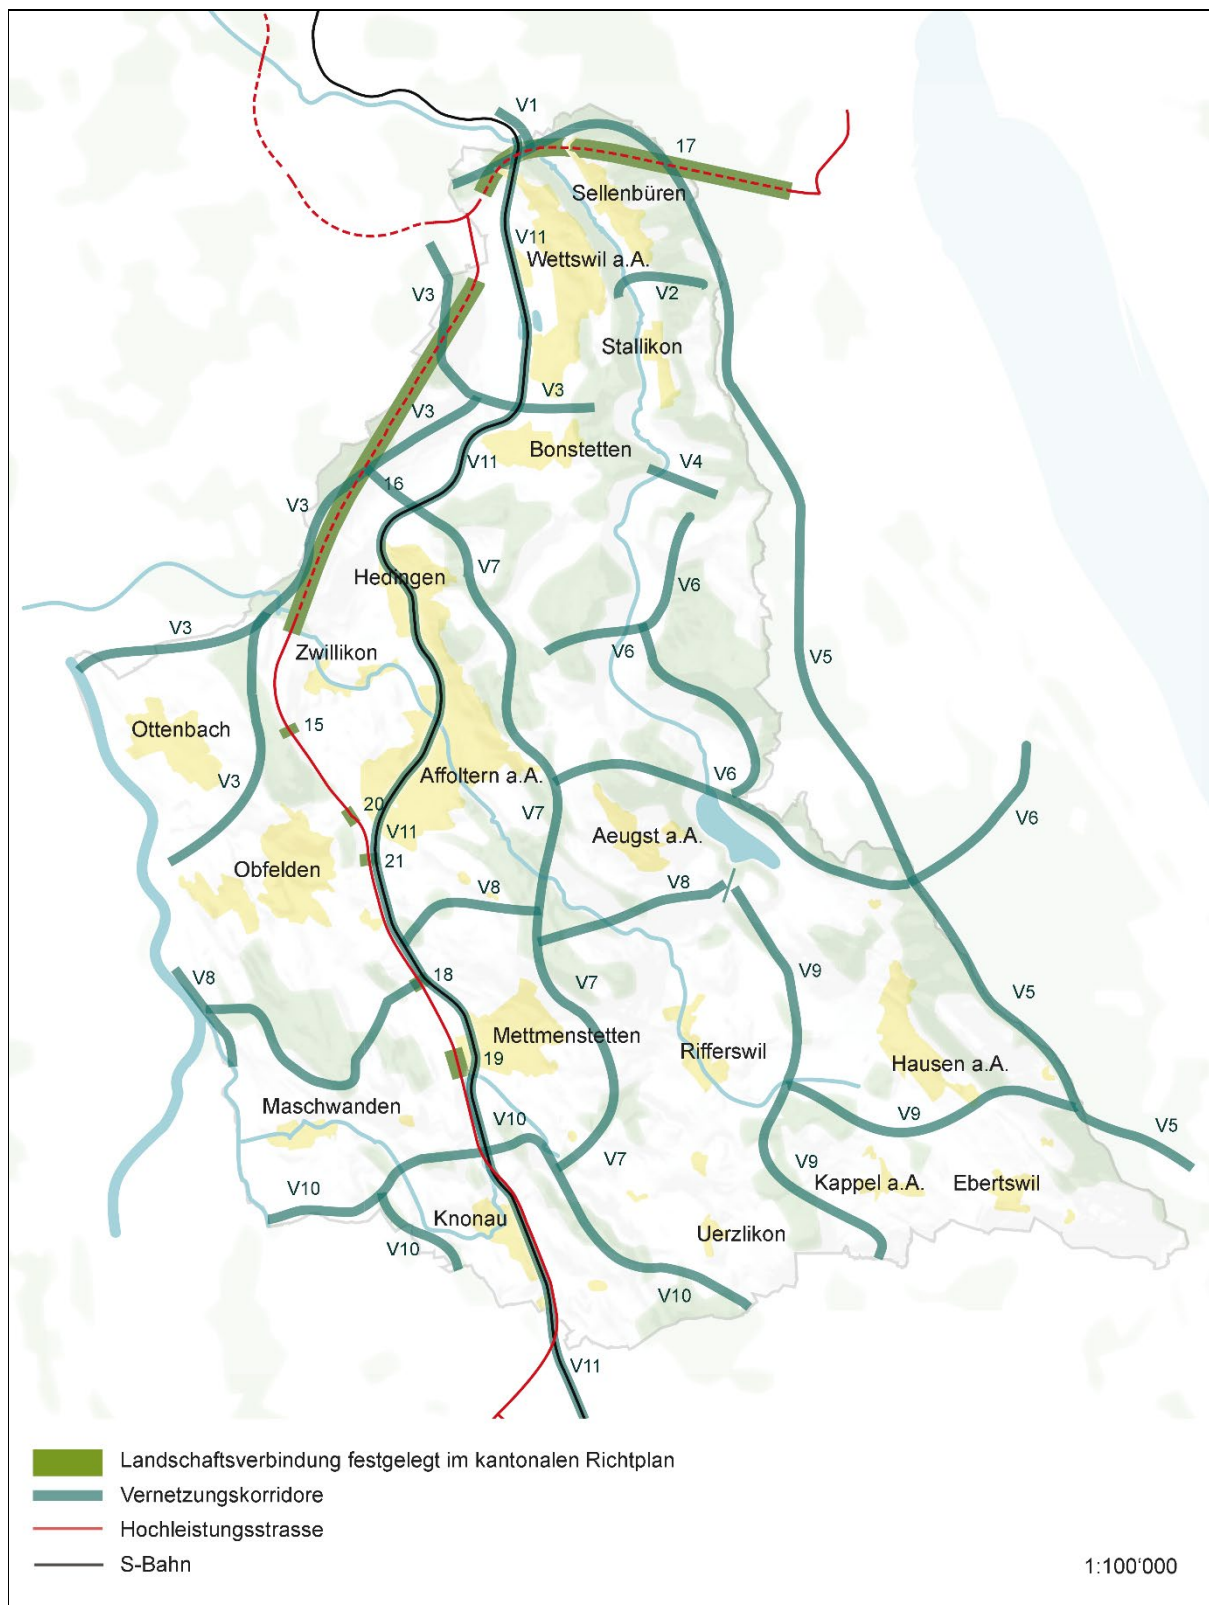 V1
17
Sellenbüren
V11
Wettswil a.A.
V3
V2
Stallikon
V3
V3
Bonstetten
V11
V4
16
V3
V7
Hedingen
V6
V3
Zwillikon
V6
V5
15
Ottenbach
V3
Affoltern a.A.
V6
20
V7
V11
Aeugst a.A.
V6
21
Obfelden
V8
V8
V8
18
V7
V9
V5
Mettmenstetten
19
Rifferswil
Hausen a.A.
Maschwanden
V10
V9
V5
V7
V9
Kappel a.A.
Ebertswil
V10
Knonau
Uerzlikon
V10
V10
V11
Landschaftsverbindung festgelegt im kantonalen Richtplan
Vernetzungskorridore
Hochleistungsstrasse
S-Bahn
1:100'000